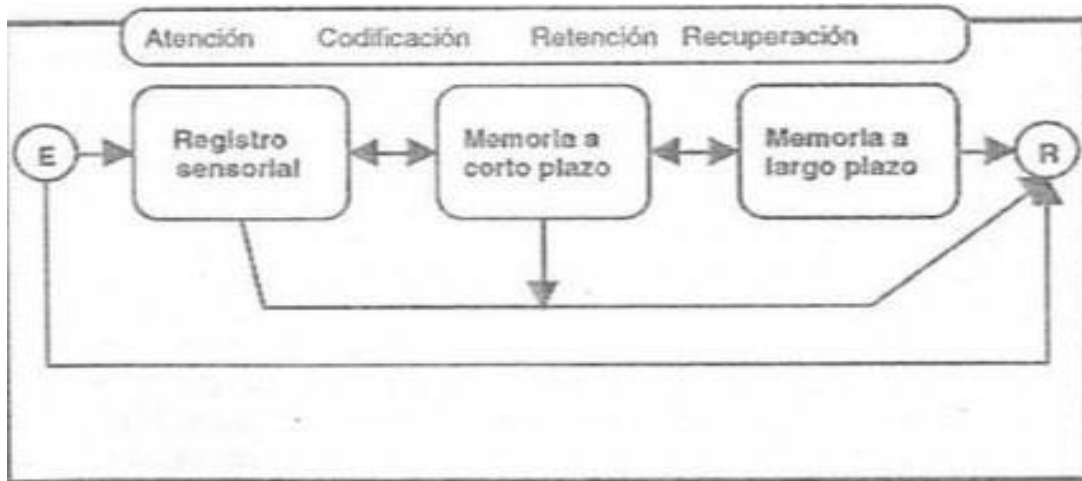 Atención Codificación Retención Recuperación
E
Registro
sensorial
Memoria a
corto plazo
Memoria a
largo plazo
R